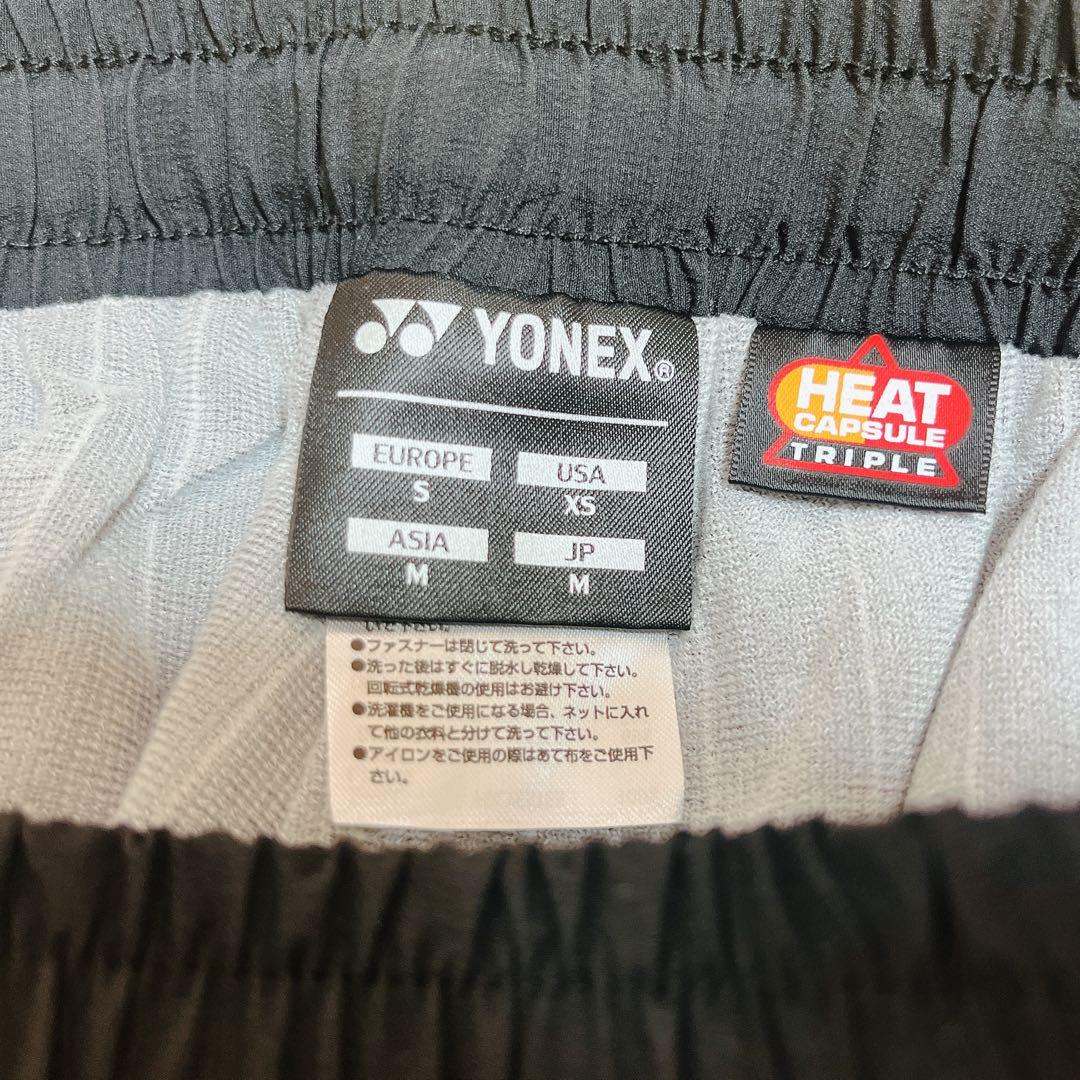 YONEX®
EUROPE USA
S XS
ASIA JP
M M
HEAT
CAPSULE
TRIPLE
●ファスナーは閉じて洗って下さい。
●洗った後はすぐに脱水し乾燥して下さい。
回転式乾燥機の使用はお避け下さい。
●洗濯機をご使用になる場合、ネットに入れ
て他の衣料と分けて洗って下さい。
●アイロンをご使用の際はあて布をご使用下
さい。